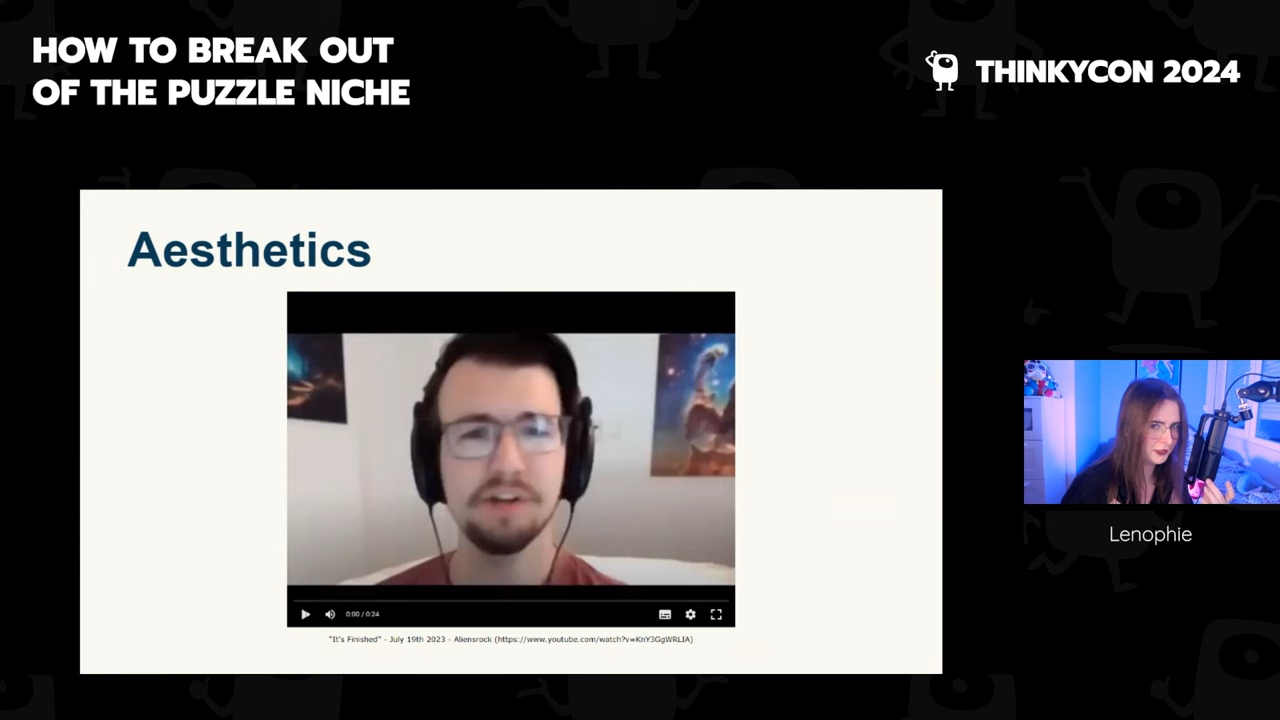 HOW TO BREAK OUT
OF THE PUZZLE NICHE
THINKYCON 2024
Aesthetics
0:00 / 0:24
"It's Finished" - July 19th 2023 - Aliensrock (https://www.youtube.com/watch?v=KnY3GgWRLIA)
Lenophie